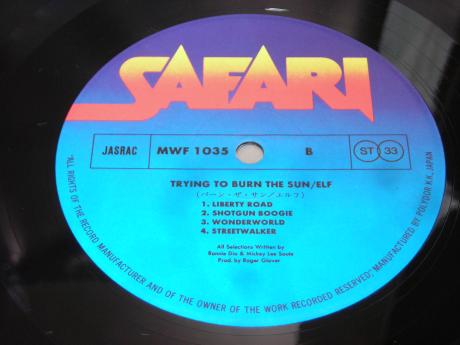 SAFARI
JASRAC MWF 1035 B ST 33
TRYING TO BURN THE SUN/ELF
(バーン・ザ・サン/エルフ)
1. LIBERTY ROAD
2. SHOTGUN BOOGIE
3. WONDERWORLD
4. STREETWALKER
All Selections Written by
Ronnie Dio & Mickey Lee Soule
Prod. by Roger Glover
"ALL RIGHTS OF THE RECORD MANUFACTURER AND OF THE OWNER OF THE WORK RECORDED RESERVED", MANUFACTURED BY POLYDOR K.K., JAPAN